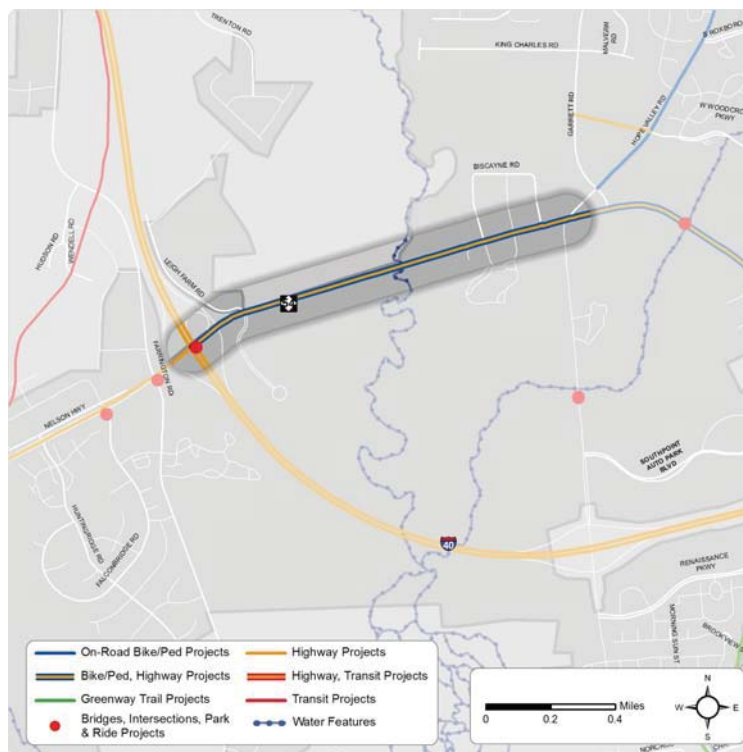 TRENTON RD
KING CHARLES RD
MALVERN
RD
S ROXBORO
HOPE VALLEY RD
W WOODCROFT
PKWY
GARRETT RD
BISCAYNE RD
HUDSON RD
WENDELL RD
LEIGH FARM RD
54
FARRINGTON RD
NELSON HWY
HUNTINGRIDGE RD
FALCONBRIDGE RD
SOUTHPOINT
AUTO PARK
BLVD
40
RENAISSANCE
PKWY
MORNING SUN ST
BROOKVIEW
On-Road Bike/Ped Projects
Bike/Ped, Highway Projects
Greenway Trail Projects
Bridges, Intersections, Park
& Ride Projects
Highway Projects
Highway, Transit Projects
Transit Projects
Water Features
Miles
0 0.2 0.4
N
W E
S